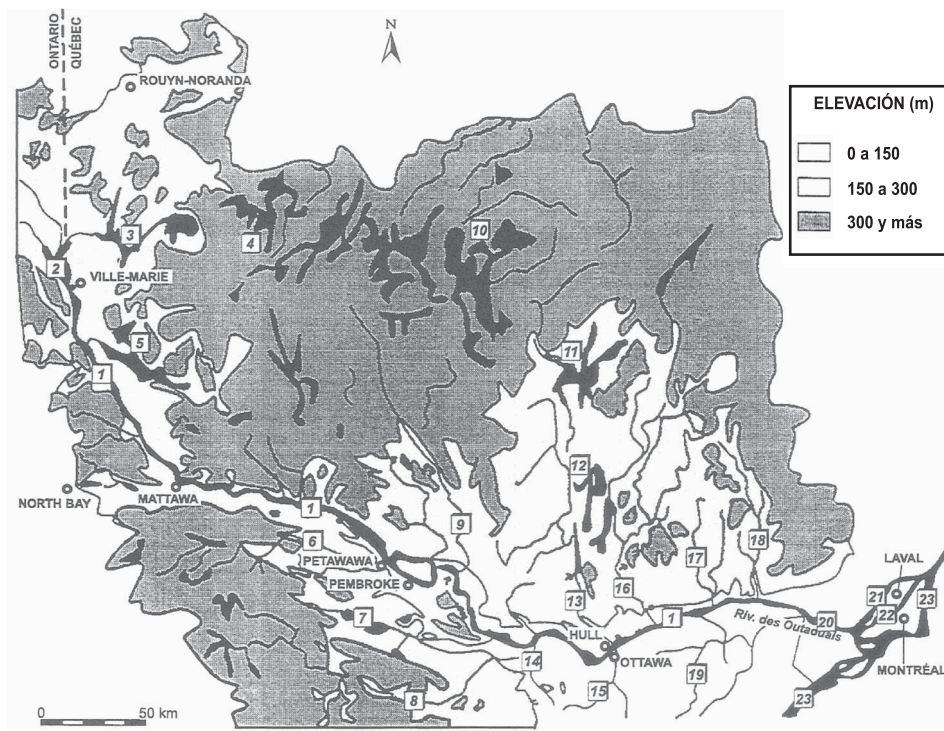 N
ONTARIO
QUÉBEC
ROUYN-NORANDA
ELEVACIÓN (m)
0 a 150
150 a 300
300 y más
3
4
10
2
VILLE-MARIE
5
11
1
12
NORTH BAY
MATTAWA
1
9
6
PETAWAWA
PEMBROKE
17
18
LAVAL
16
13
21
23
7
1
Riv. des Outaouais
20
22
HULL
14
OTTAWA
MONTRÉAL
19
15
8
23
0
50 km